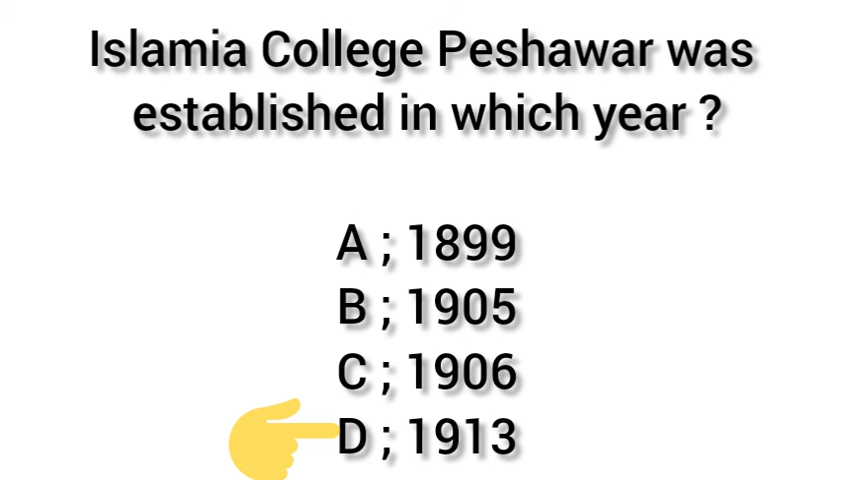 Islamia College Peshawar was
established in which year ?
A ; 1899
B ; 1905
C ; 1906
D ; 1913